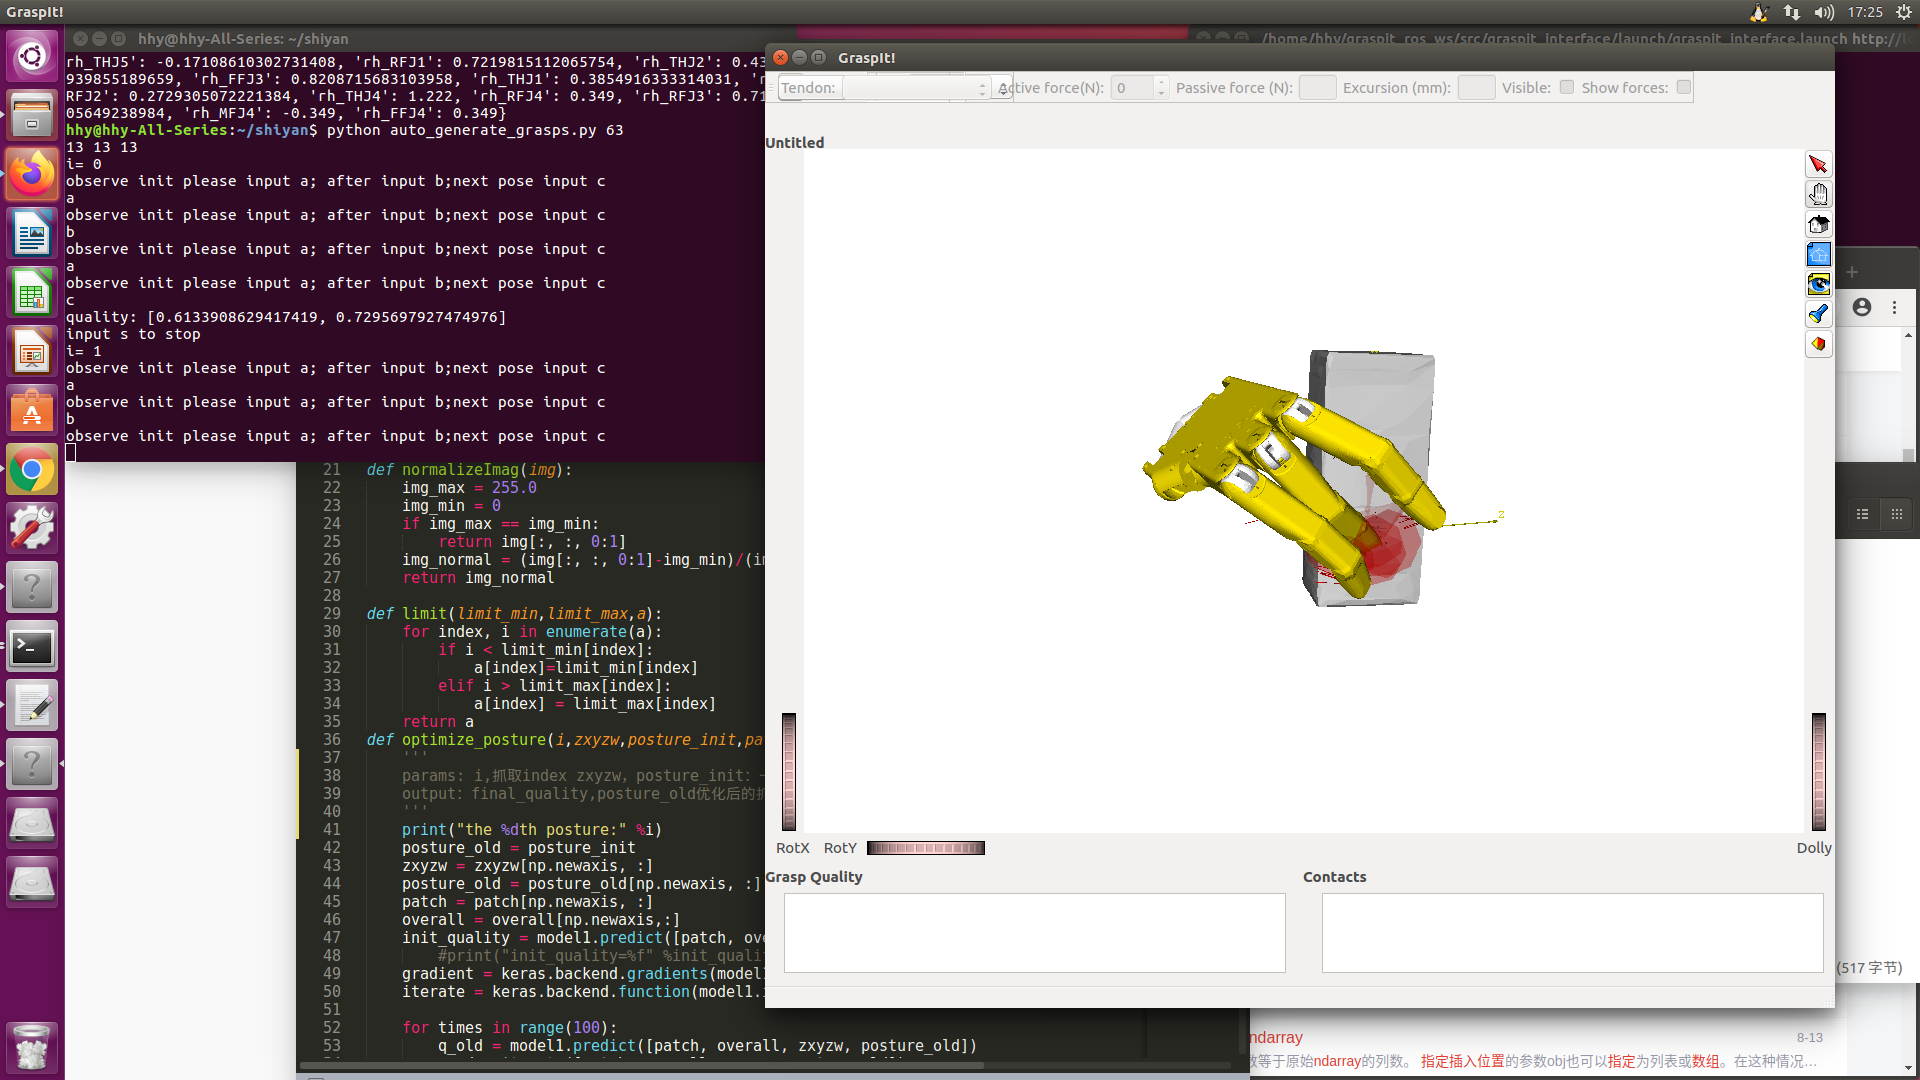 GraspIt!
17:25
hhy@hhy-All-Series: ~/shiyan
/home/hhy/graspit_ros_ws/src/graspit_interface/launch/graspit_interface.launch http://l
rh_THJ5': -0.17108610302731408, 'rh_RFJ1': 0.7219815112065754, 'rh_THJ2': 0.43
939855189659, 'rh_FFJ3': 0.8208715683103958, 'rh_THJ1': 0.38549163333314031, 'r
RFJ2': 0.2729305072221384, 'rh_THJ4': 1.222, 'rh_RFJ4': 0.349, 'rh_RFJ3': 0.71
05649238984, 'rh_MFJ4': -0.349, 'rh_FFJ4': 0.349}
hhy@hhy-All-Series:~/shiyan$ python auto_generate_grasps.py 63
13 13 13
i= 0
observe init please input a; after input b;next pose input c
a
observe init please input a; after input b;next pose input c
b
observe init please input a; after input b;next pose input c
a
observe init please input a; after input b;next pose input c
c
quality: [0.6133908629417419, 0.7295697927474976]
input s to stop
i= 1
observe init please input a; after input b;next pose input c
a
observe init please input a; after input b;next pose input c
b
observe init please input a; after input b;next pose input c
21 def normalizeImag(img):
22 img_max = 255.0
23 img_min = 0
24 if img_max == img_min:
25 return img[:, :, 0:1]
26 img_normal = (img[:, :, 0:1]-img_min)/(i
27 return img_normal
28
29 def limit(limit_min,limit_max,a):
30 for index, i in enumerate(a):
31 if i < limit_min[index]:
32 a[index]=limit_min[index]
33 elif i > limit_max[index]:
34 a[index] = limit_max[index]
35 return a
36 def optimize_posture(i,zxyzw,posture_init,pa
37 '''
38 params: i,抓取index zxyzw, posture_init:
39 output: final_quality,posture_old优化后的
40 '''
41 print("the %dth posture:" %i)
42 posture_old = posture_init
43 zxyzw = zxyzw[np.newaxis, :]
44 posture_old = posture_old[np.newaxis, :]
45 patch = patch[np.newaxis, :]
46 overall = overall[np.newaxis,:]
47 init_quality = model1.predict([patch, ove
48 #print("init_quality=%f" %init_quali
49 gradient = keras.backend.gradients(model1
50 iterate = keras.backend.function(model1.i
51
52 for times in range(100):
53 q_old = model1.predict([patch, overall, zxyzw, posture_old])
GraspIt!
Tendon:
Active force(N): 0
Passive force (N):
Excursion (mm):
Visible:
Show forces:
Untitled
z
RotX RotY
Dolly
Grasp Quality
Contacts
(517 字节)
ndarray
8-13
等于原始ndarray的列数。 指定插入位置的参数obj也可以指定为列表或数组。在这种情况...